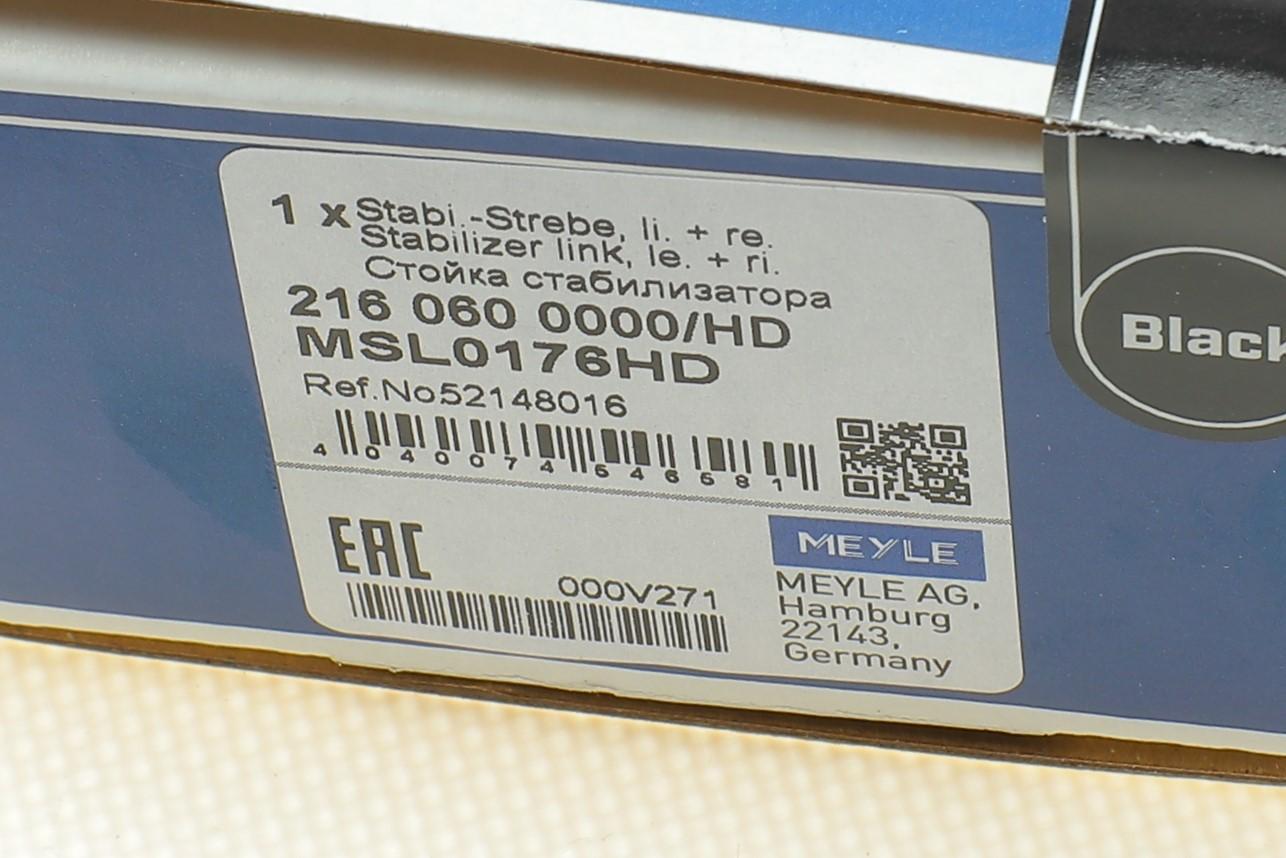 1 x Stabi.-Strebe, li. + re.
Stabilizer link, le. + ri.
Стойка стабилизатора
216 060 0000/HD
MSL0176HD
Ref.No52148016
4 040074 546581
EAC
000V271
MEYLE
MEYLE AG,
Hamburg
22143,
Germany
Black